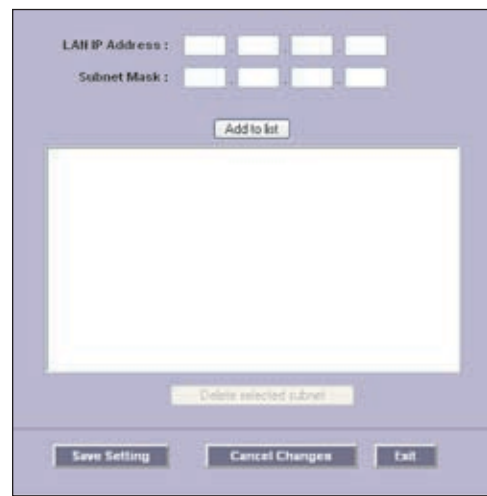 LAN IP Address :
Subnet Mask :
Add to list
Delete selected subnet
Save Setting Cancel Changes Exit